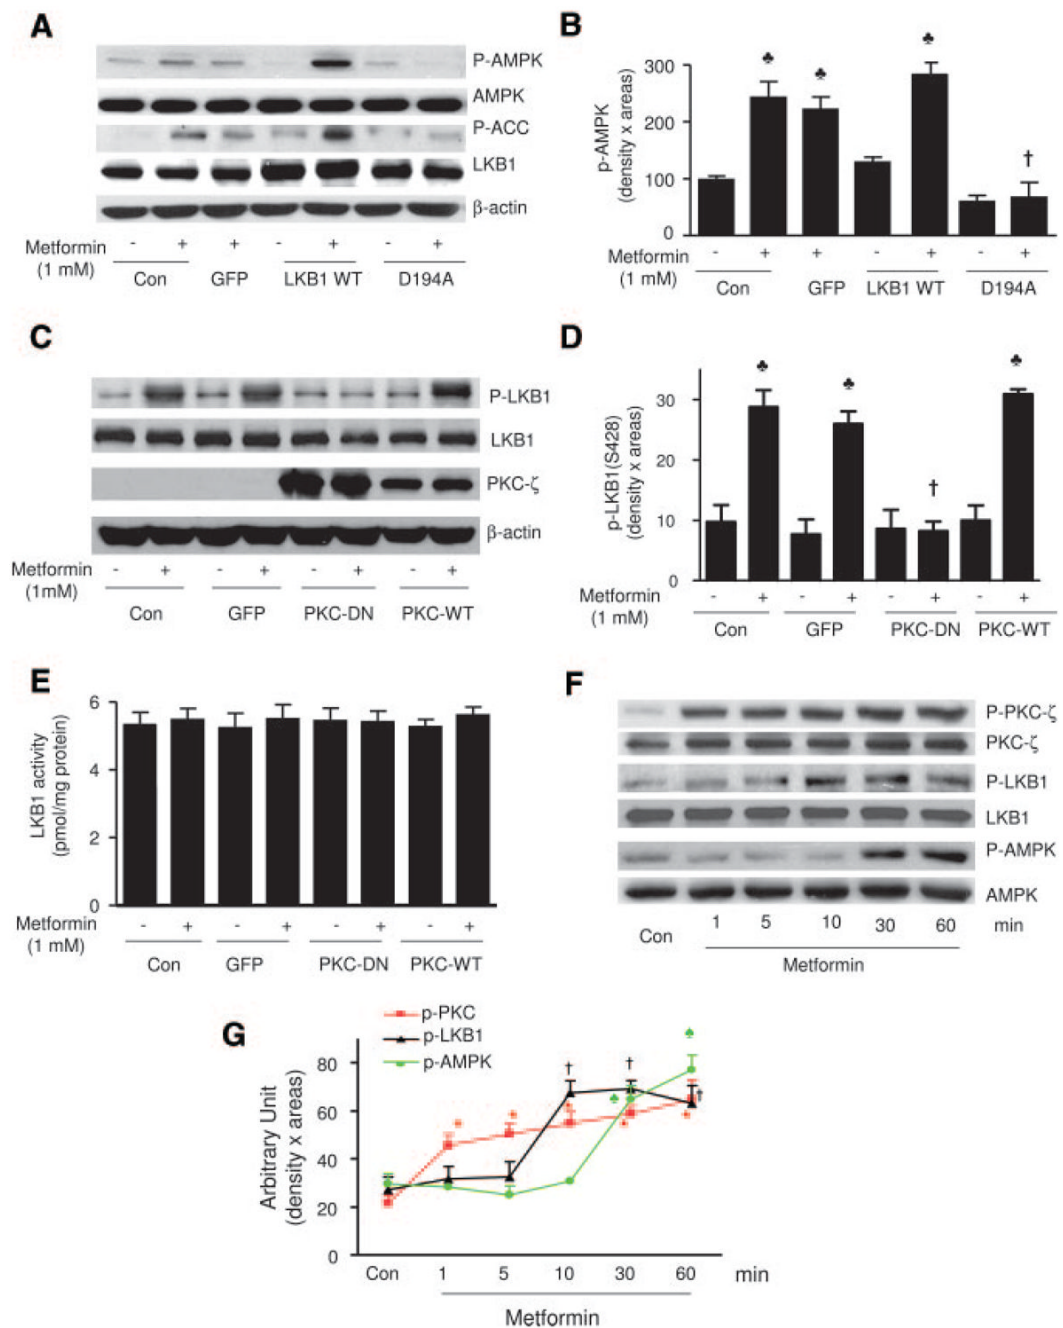 A
P-AMPK
AMPK
P-ACC
LKB1
β-actin
Metformin - + + - + - +
(1 mM)
Con GFP LKB1 WT D194A
B
p-AMPK
(density x areas)
300
200
100
0
♣ ♣ ♣ †
Metformin - + + - + - +
(1 mM)
Con GFP LKB1 WT D194A
C
P-LKB1
LKB1
PKC-ζ
β-actin
Metformin - + - + - + - +
(1mM)
Con GFP PKC-DN PKC-WT
D
p-LKB1(S428)
(density x areas)
30
20
10
0
♣ ♣ † ♣
Metformin - + - + - + - +
(1 mM)
Con GFP PKC-DN PKC-WT
E
LKB1 activity
(pmol/mg protein)
6
4
2
0
Metformin - + - + - + - +
(1 mM)
Con GFP PKC-DN PKC-WT
F
P-PKC-ζ
PKC-ζ
P-LKB1
LKB1
P-AMPK
AMPK
Con 1 5 10 30 60 min
Metformin
G
p-PKC
p-LKB1
p-AMPK
Arbitrary Unit
(density x areas)
80
60
40
20
0
† † †
♠ ♠
Con 1 5 10 30 60 min
Metformin